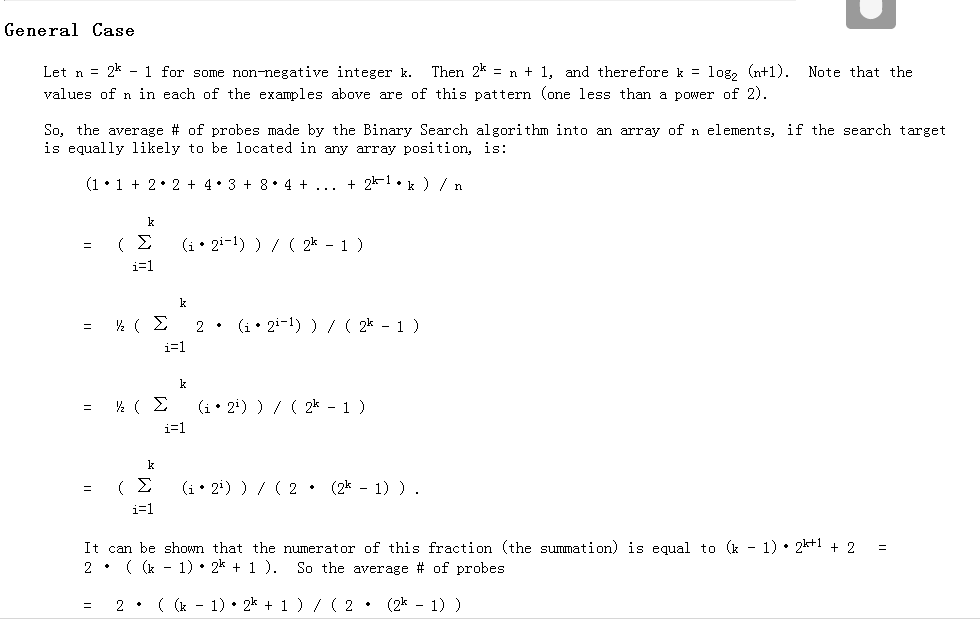 General Case
Let n = 2ᵏ - 1 for some non-negative integer k. Then 2ᵏ = n + 1, and therefore k = log₂ (n+1). Note that the
values of n in each of the examples above are of this pattern (one less than a power of 2).
So, the average # of probes made by the Binary Search algorithm into an array of n elements, if the search target
is equally likely to be located in any array position, is:
(1•1 + 2•2 + 4•3 + 8•4 + ... + 2ᵏ⁻¹•k ) / n
k
= ( Σ (i•2ⁱ⁻¹) ) / ( 2ᵏ - 1 )
i=1
k
= ½ ( Σ 2 • (i•2ⁱ⁻¹) ) / ( 2ᵏ - 1 )
i=1
k
= ½ ( Σ (i•2ⁱ) ) / ( 2ᵏ - 1 )
i=1
k
= ( Σ (i•2ⁱ) ) / ( 2 • (2ᵏ - 1) ) .
i=1
It can be shown that the numerator of this fraction (the summation) is equal to (k - 1)•2ᵏ⁺¹ + 2 =
2 • ( (k - 1)•2ᵏ + 1 ). So the average # of probes
= 2 • ( (k - 1)•2ᵏ + 1 ) / ( 2 • (2ᵏ - 1) )